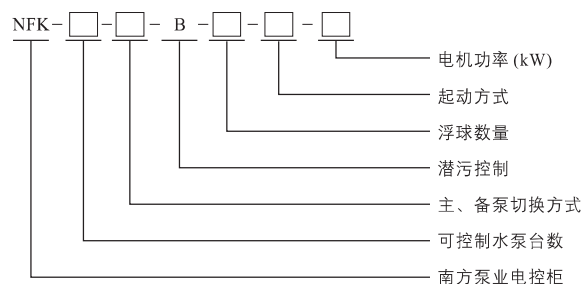 NFK-□-□-B-□-□-□
电机功率(kW)
起动方式
浮球数量
潜污控制
主、备泵切换方式
可控制水泵台数
南方泵业电控柜